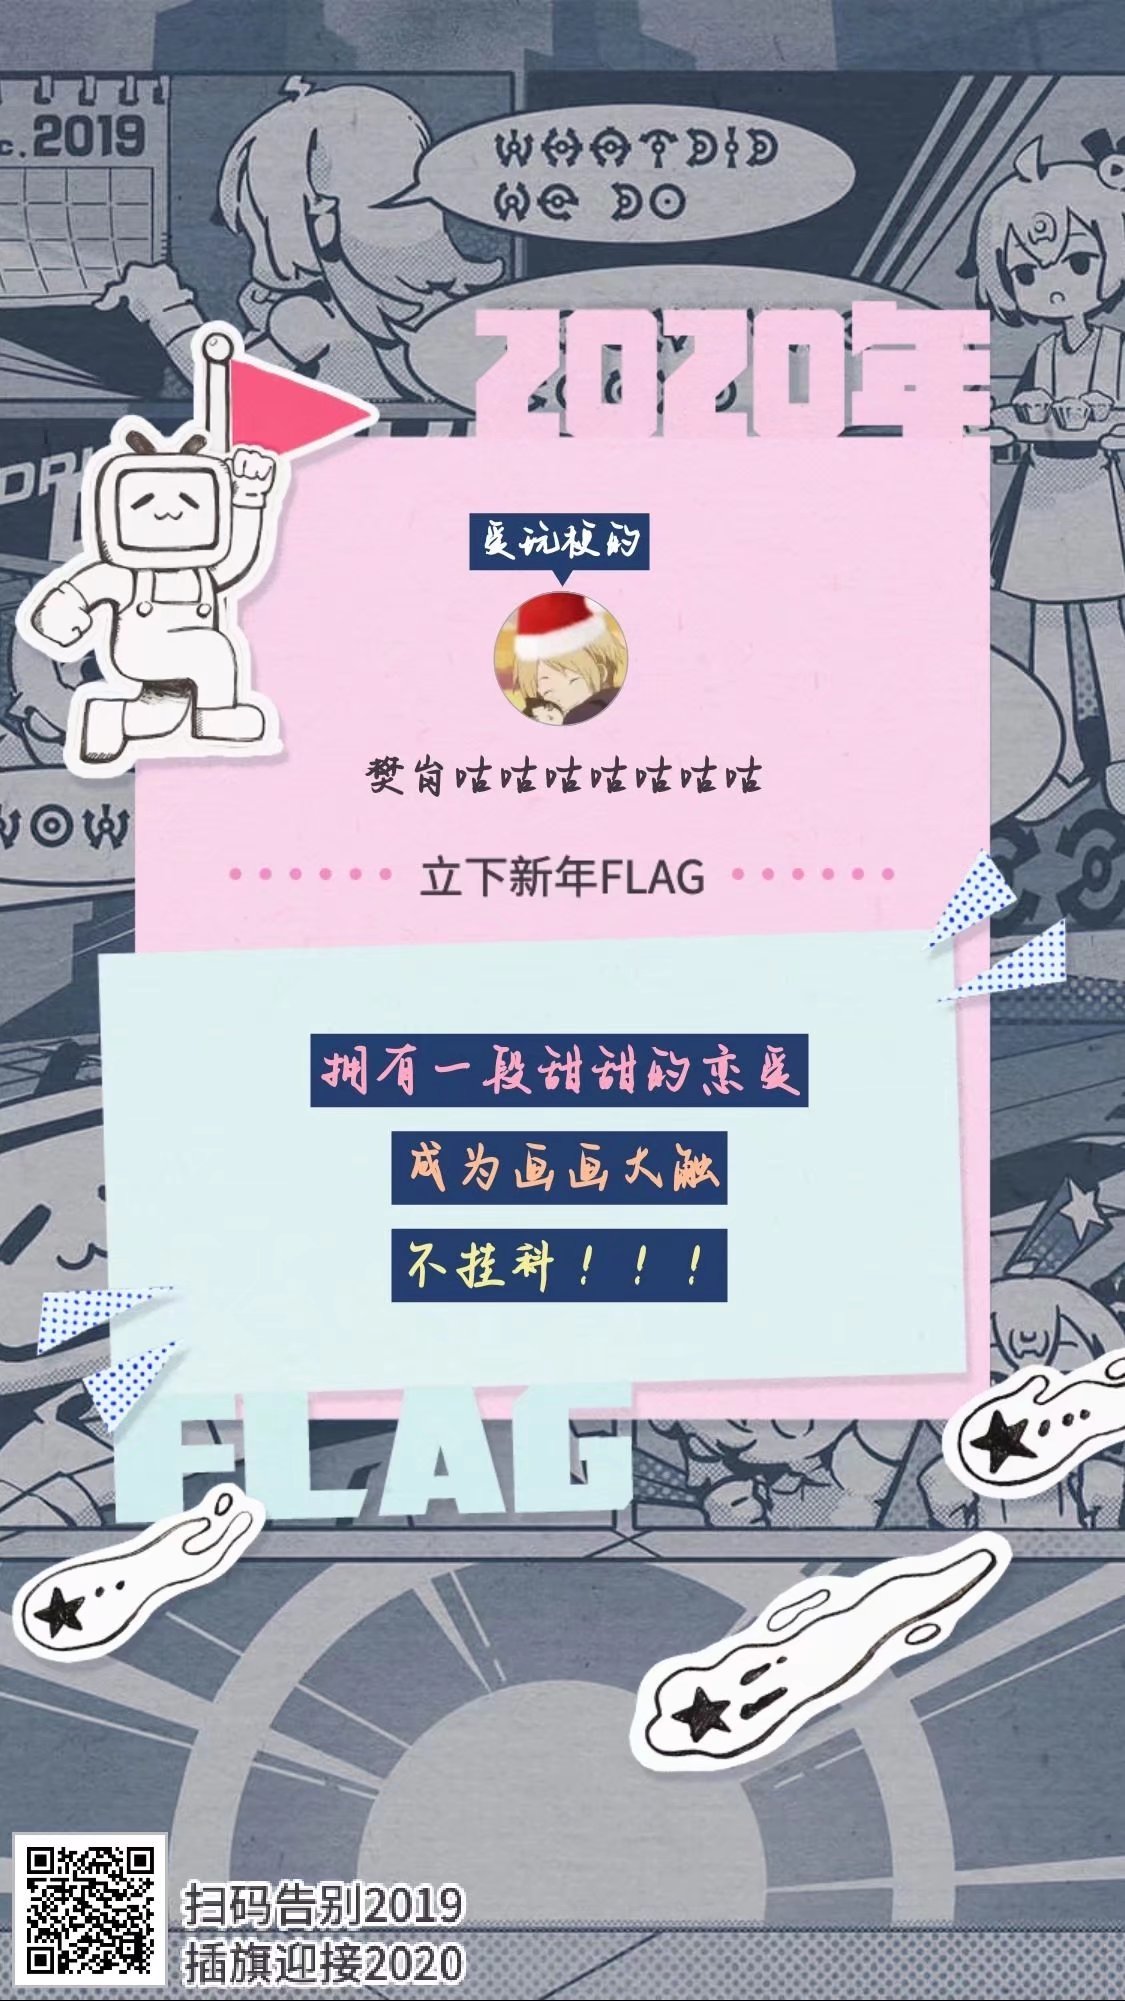 c. 2019
WHAT DID
WE DO
2020年
爱玩梗的
樊肯咕咕咕咕咕咕咕
立下新年FLAG
WOW
拥有一段甜甜的恋爱
成为画画大触
不挂科！！！
FLAG
扫码告别2019
插旗迎接2020